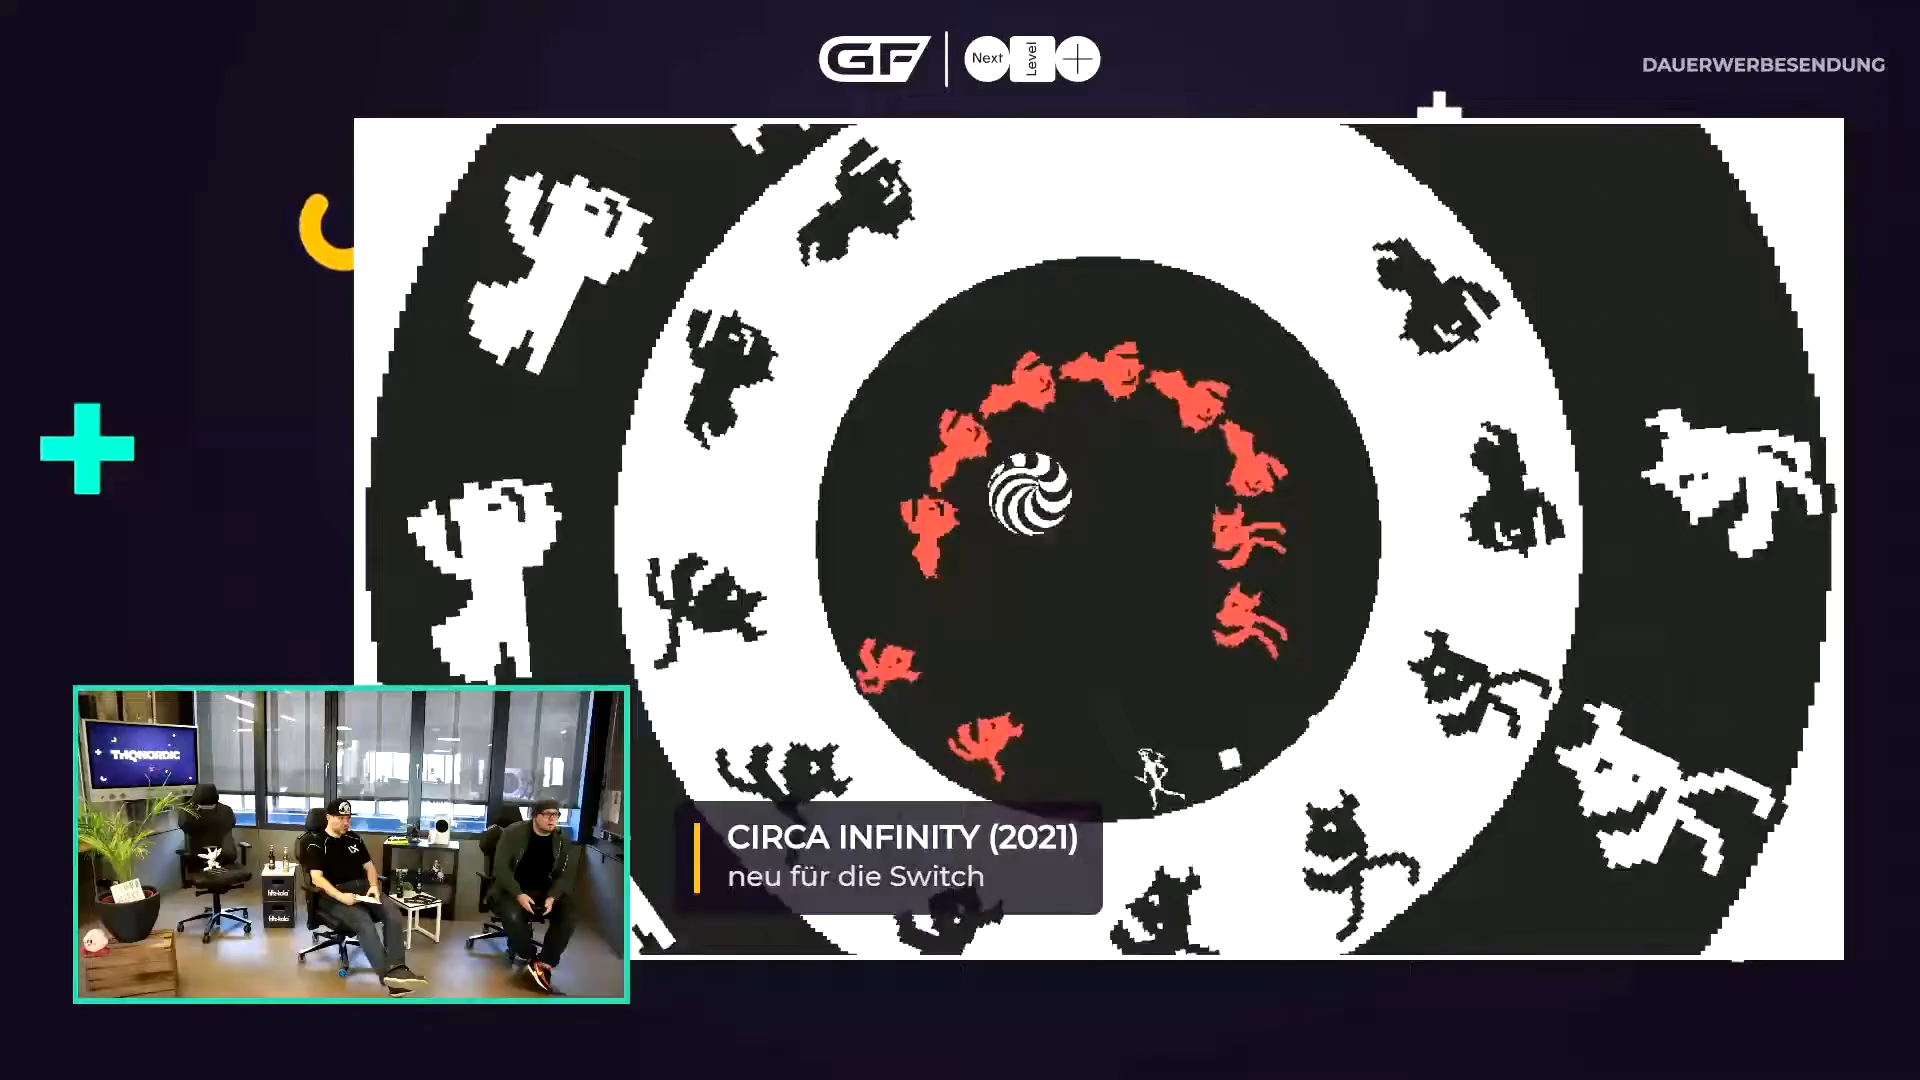 GF
Next
Level
DAUERWERBESENDUNG
THQNORDIC
CIRCA INFINITY (2021)
neu für die Switch